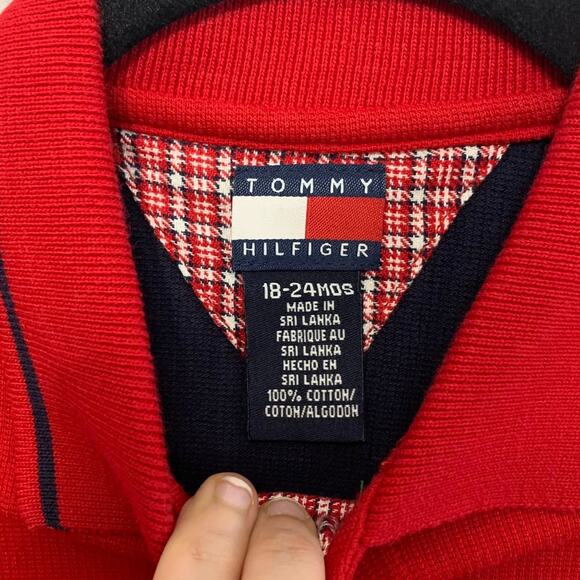 TOMMY
HILFIGER
18-24MOS
MADE IN
SRI LANKA
FABRIQUE AU
SRI LANKA
HECHO EN
SRI LANKA
100% COTTON/
COTON/ALGODON